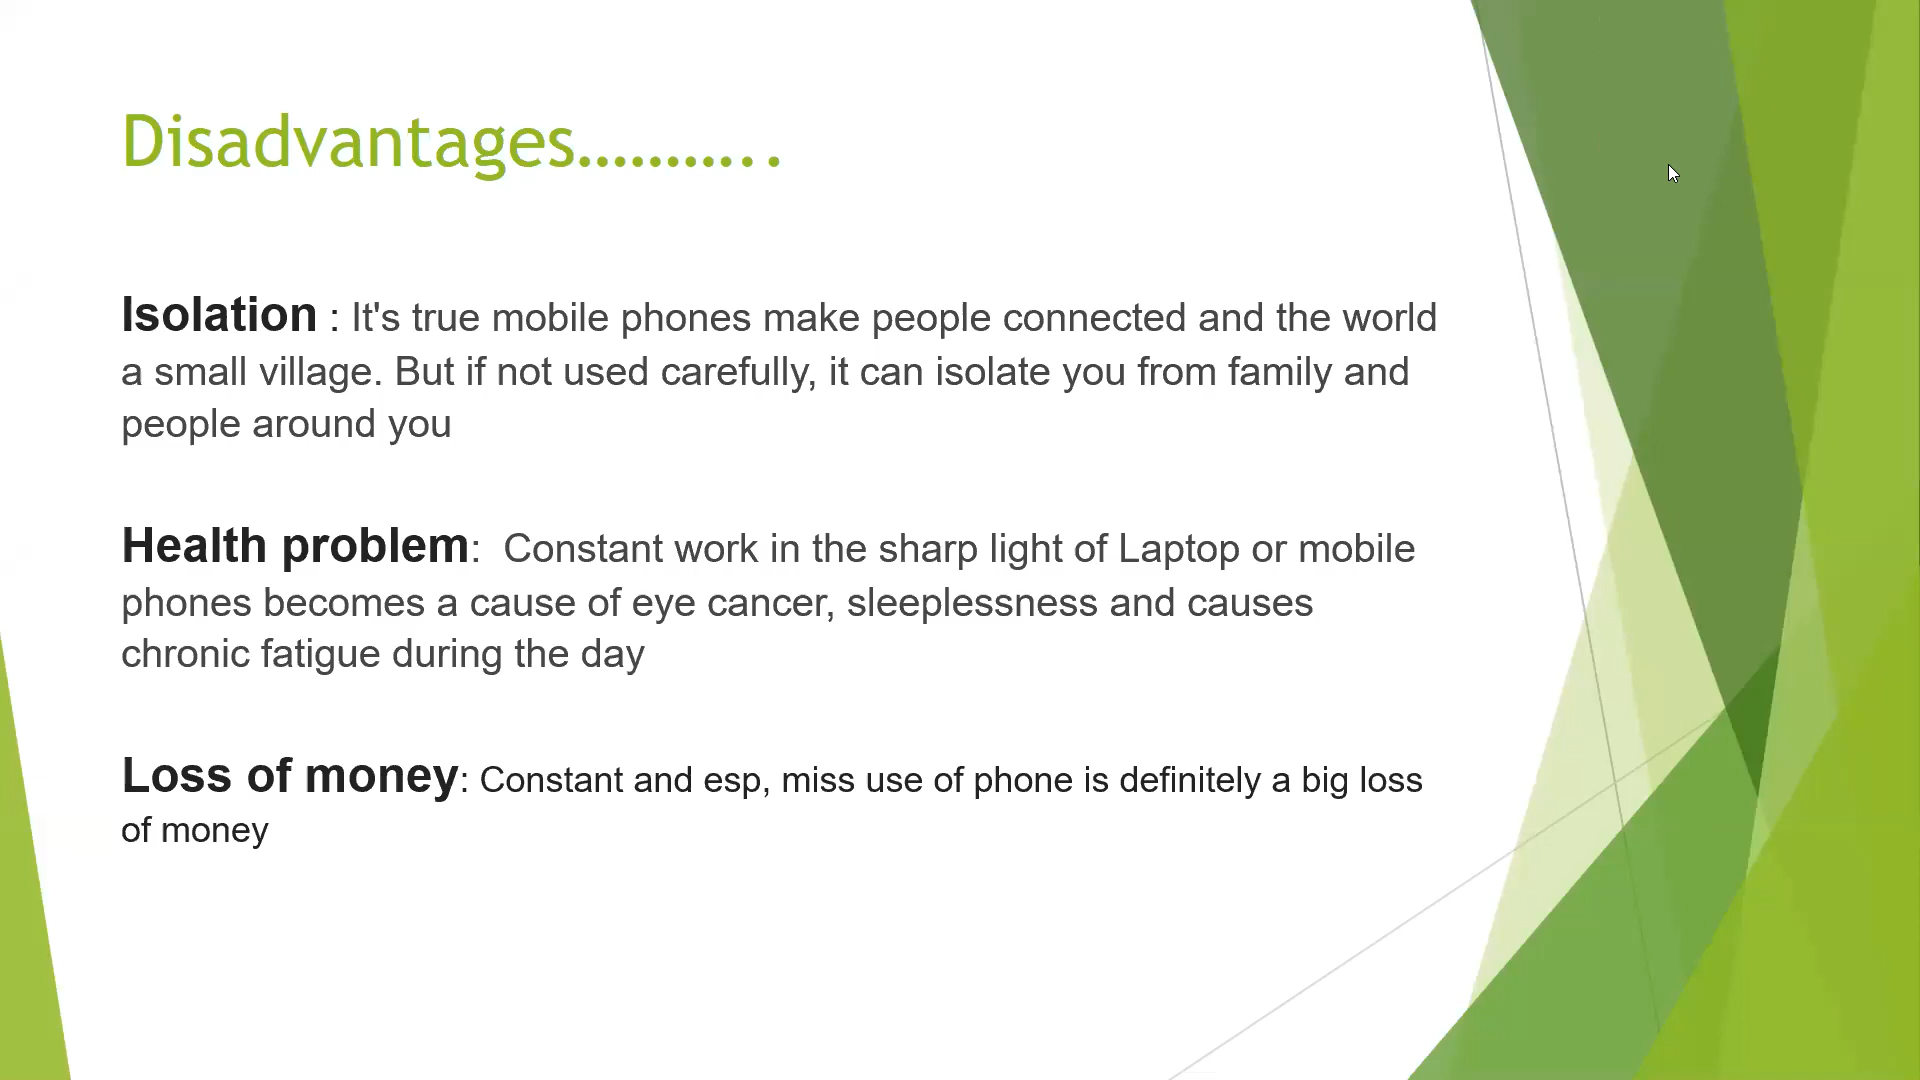 Disadvantages………..
Isolation : It's true mobile phones make people connected and the world
a small village. But if not used carefully, it can isolate you from family and
people around you
Health problem:  Constant work in the sharp light of Laptop or mobile
phones becomes a cause of eye cancer, sleeplessness and causes
chronic fatigue during the day
Loss of money: Constant and esp, miss use of phone is definitely a big loss
of money